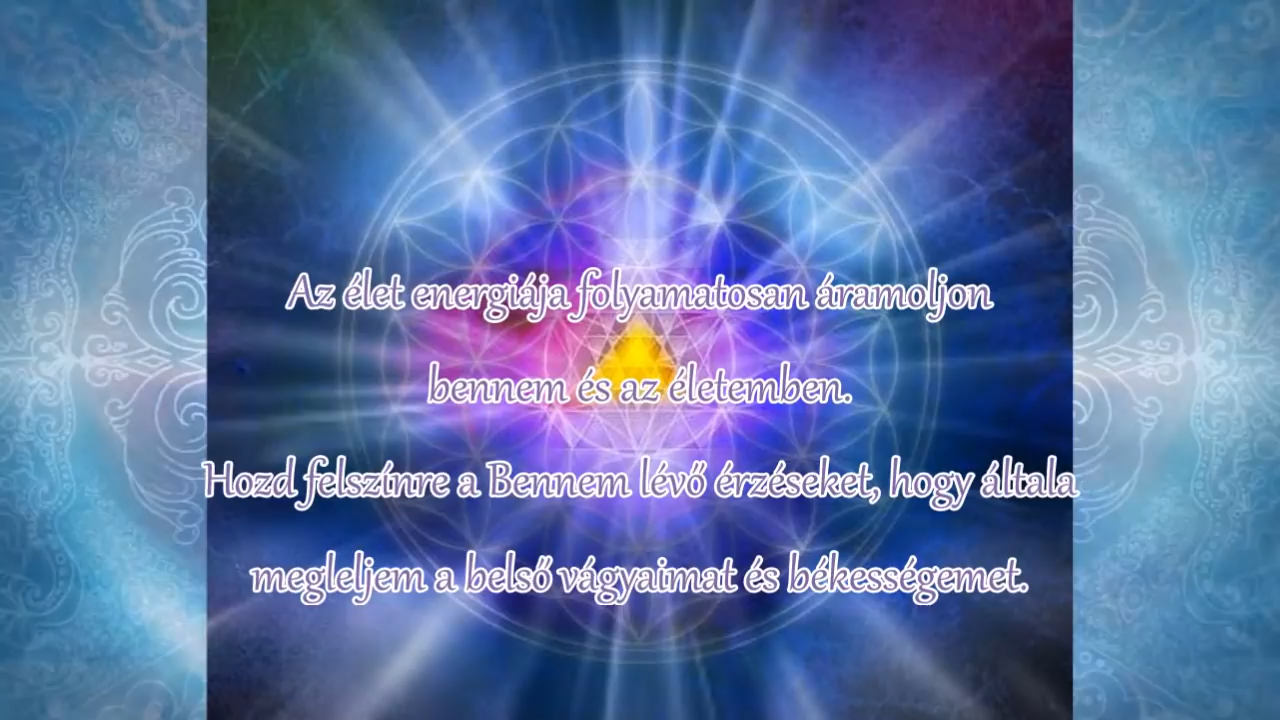 Az élet energiája folyamatosan áramoljon
bennem és az életemben.
Hozd felszínre a Bennem lévő érzéseket, hogy általa
megleljem a belső vágyaimat és békességemet.